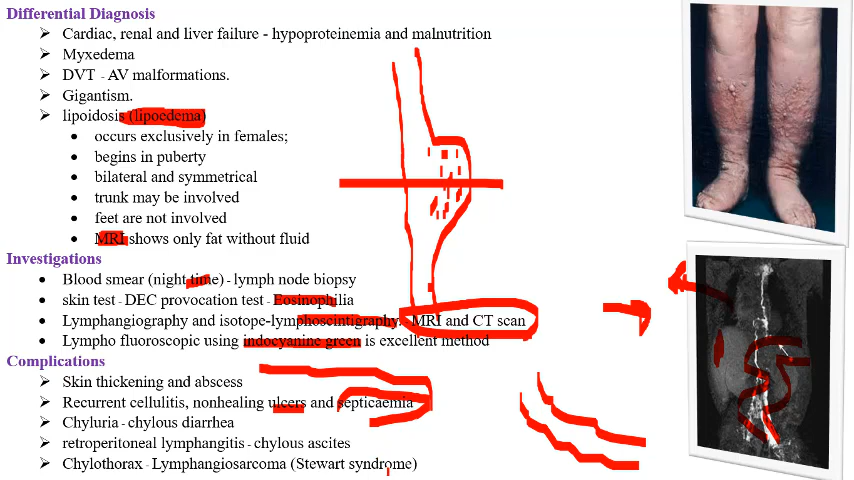 Differential Diagnosis
Cardiac, renal and liver failure - hypoproteinemia and malnutrition
Myxedema
DVT - AV malformations.
Gigantism.
lipoidosis (lipoedema)
occurs exclusively in females;
begins in puberty
bilateral and symmetrical
trunk may be involved
feet are not involved
MRI shows only fat without fluid
Investigations
Blood smear (night time) - lymph node biopsy
skin test - DEC provocation test - Eosinophilia
Lymphangiography and isotope-lymphoscintigraphy. MRI and CT scan
Lympho fluoroscopic using indocyanine green is excellent method
Complications
Skin thickening and abscess
Recurrent cellulitis, nonhealing ulcers and septicaemia
Chyluria - chylous diarrhea
retroperitoneal lymphangitis - chylous ascites
Chylothorax - Lymphangiosarcoma (Stewart syndrome)